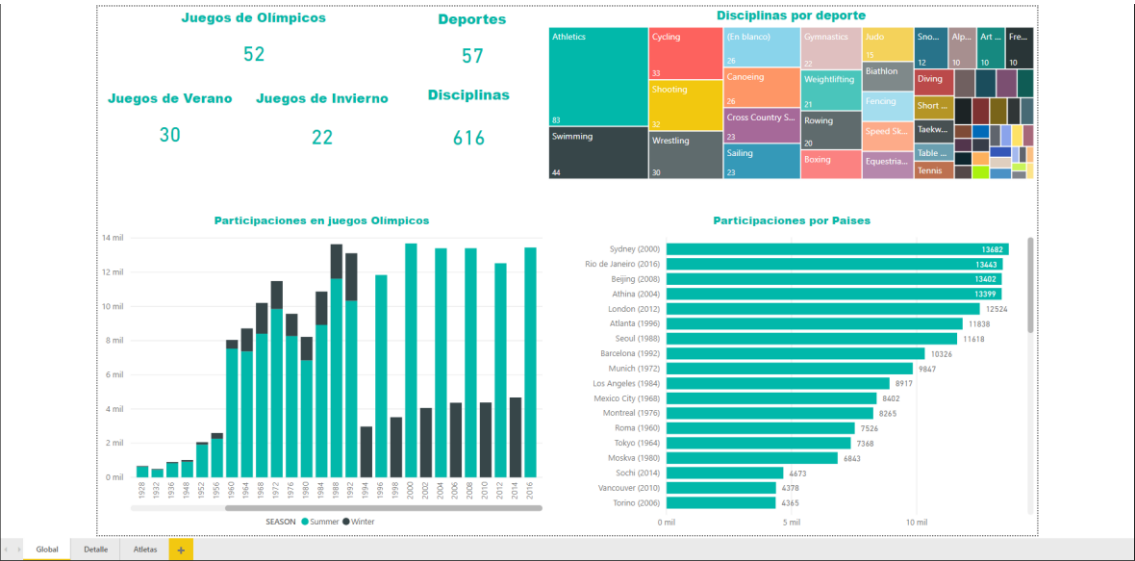 Juegos de Olímpicos
52
Deportes
57
Juegos de Verano
30
Juegos de Invierno
22
Disciplinas
616
Disciplinas por deporte
Athletics
83
Swimming
44
Cycling
33
Shooting
32
Wrestling
30
(En blanco)
26
Canoeing
26
Cross Country S...
23
Sailing
23
Gymnastics
22
Weightlifting
21
Rowing
20
Boxing
Judo
15
Biathlon
Fencing
Speed Sk...
Equestria...
Sno...
12
Alp...
10
Art ...
10
Fre...
10
Diving
Short ...
Taekw...
Table ...
Tennis
Participaciones en juegos Olímpicos
14 mil
12 mil
10 mil
8 mil
6 mil
4 mil
2 mil
0 mil
1928
1932
1936
1948
1952
1956
1960
1964
1968
1972
1976
1980
1984
1988
1992
1994
1996
1998
2000
2002
2004
2006
2008
2010
2012
2014
2016
SEASON Summer Winter
Participaciones por Paises
Sydney (2000) 13682
Rio de Janeiro (2016) 13443
Beijing (2008) 13402
Athina (2004) 13399
London (2012) 12524
Atlanta (1996) 11838
Seoul (1988) 11618
Barcelona (1992) 10326
Munich (1972) 9847
Los Angeles (1984) 8917
Mexico City (1968) 8402
Montreal (1976) 8265
Roma (1960) 7526
Tokyo (1964) 7368
Moskva (1980) 6843
Sochi (2014) 4673
Vancouver (2010) 4378
Torino (2006) 4365
0 mil 5 mil 10 mil
Global Detalle Atletas +